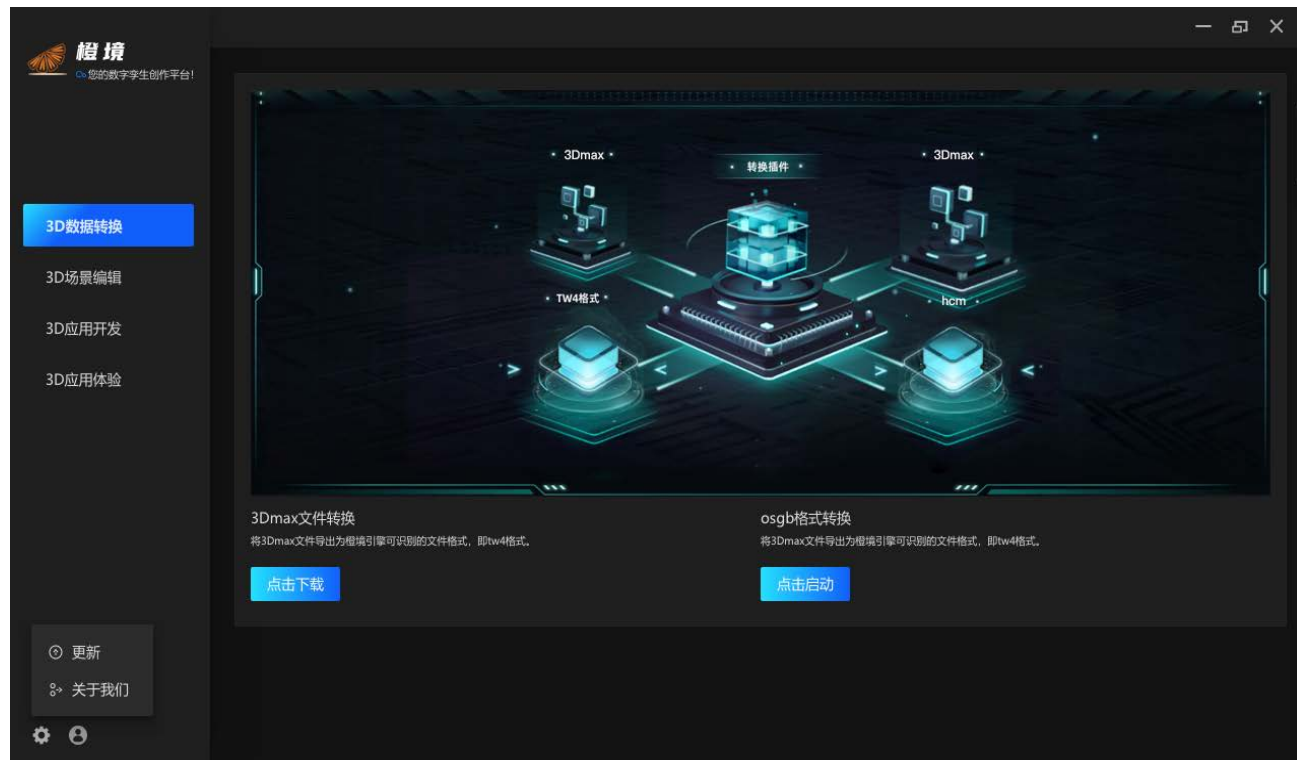 橙境
您的数字孪生创作平台!
3D数据转换
3D场景编辑
3D应用开发
3D应用体验
3Dmax
转换插件
3Dmax
TW4格式
hcm
3Dmax文件转换
将3Dmax文件导出为橙境引擎可识别的文件格式，即tw4格式。
点击下载
osgb格式转换
将3Dmax文件导出为橙境引擎可识别的文件格式，即tw4格式。
点击启动
更新
关于我们